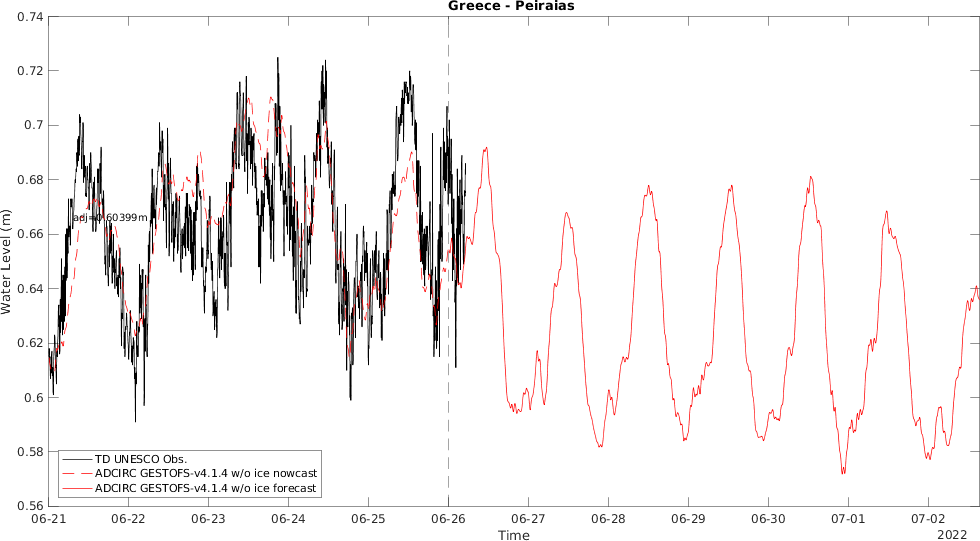 Greece - Peiraias
0.74
0.72
0.7
0.68
0.66
0.64
0.62
0.6
0.58
0.56
Water Level (m)
adj=0.60399m
TD UNESCO Obs.
ADCIRC GESTOFS-v4.1.4 w/o ice nowcast
ADCIRC GESTOFS-v4.1.4 w/o ice forecast
06-21 06-22 06-23 06-24 06-25 06-26 06-27 06-28 06-29 06-30 07-01 07-02
Time
2022